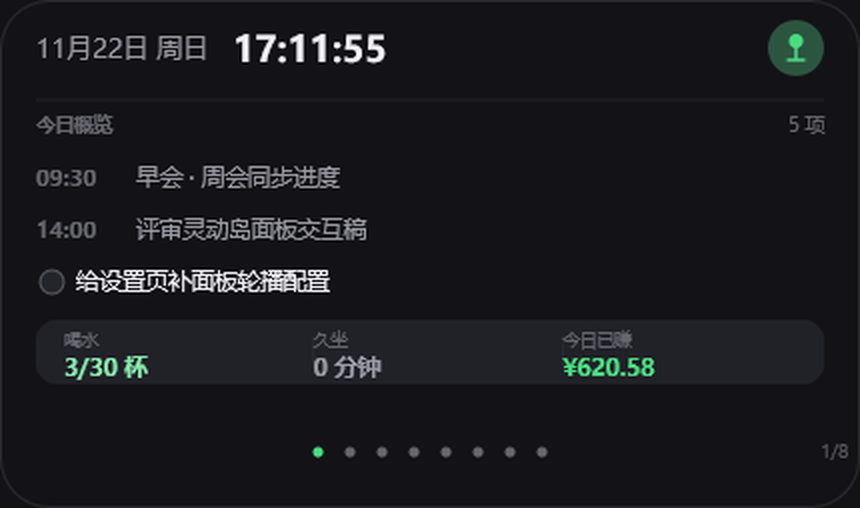 11月22日 周日 17:11:55
今日概览 5 项
09:30 早会 · 周会同步进度
14:00 评审灵动岛面板交互稿
给设置页补面板轮播配置
喝水 久坐 今日已赚
3/30 杯 0 分钟 ¥620.58
1/8